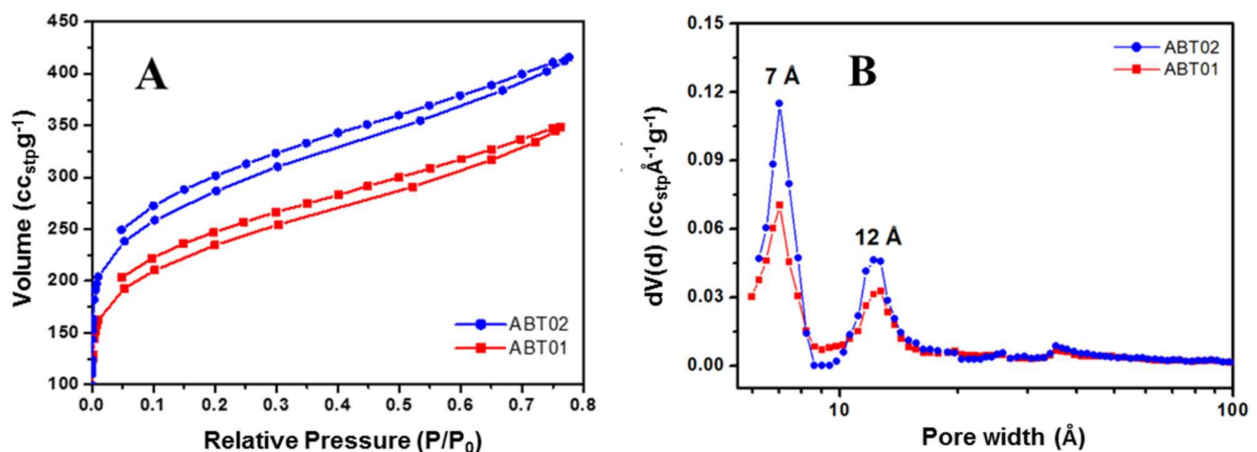 A
Volume (cc_stp g⁻¹)
450
400
350
300
250
200
150
100
0.0 0.1 0.2 0.3 0.4 0.5 0.6 0.7 0.8
Relative Pressure (P/P₀)
ABT02
ABT01
B
dV(d) (cc_stp Å⁻¹g⁻¹)
0.15
0.12
0.09
0.06
0.03
0.00
7 Å
12 Å
ABT02
ABT01
10 100
Pore width (Å)